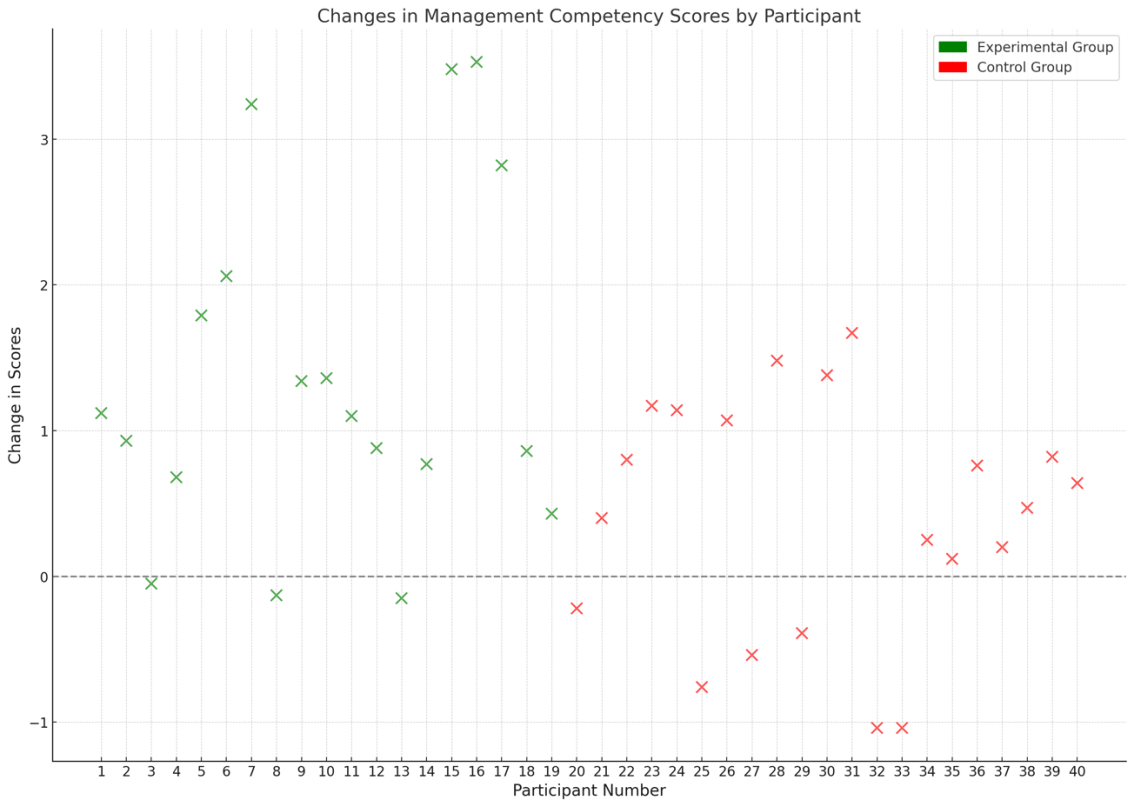 Changes in Management Competency Scores by Participant
Experimental Group
Control Group
3
2
1
0
−1
Change in Scores
1 2 3 4 5 6 7 8 9 10 11 12 13 14 15 16 17 18 19 20 21 22 23 24 25 26 27 28 29 30 31 32 33 34 35 36 37 38 39 40
Participant Number